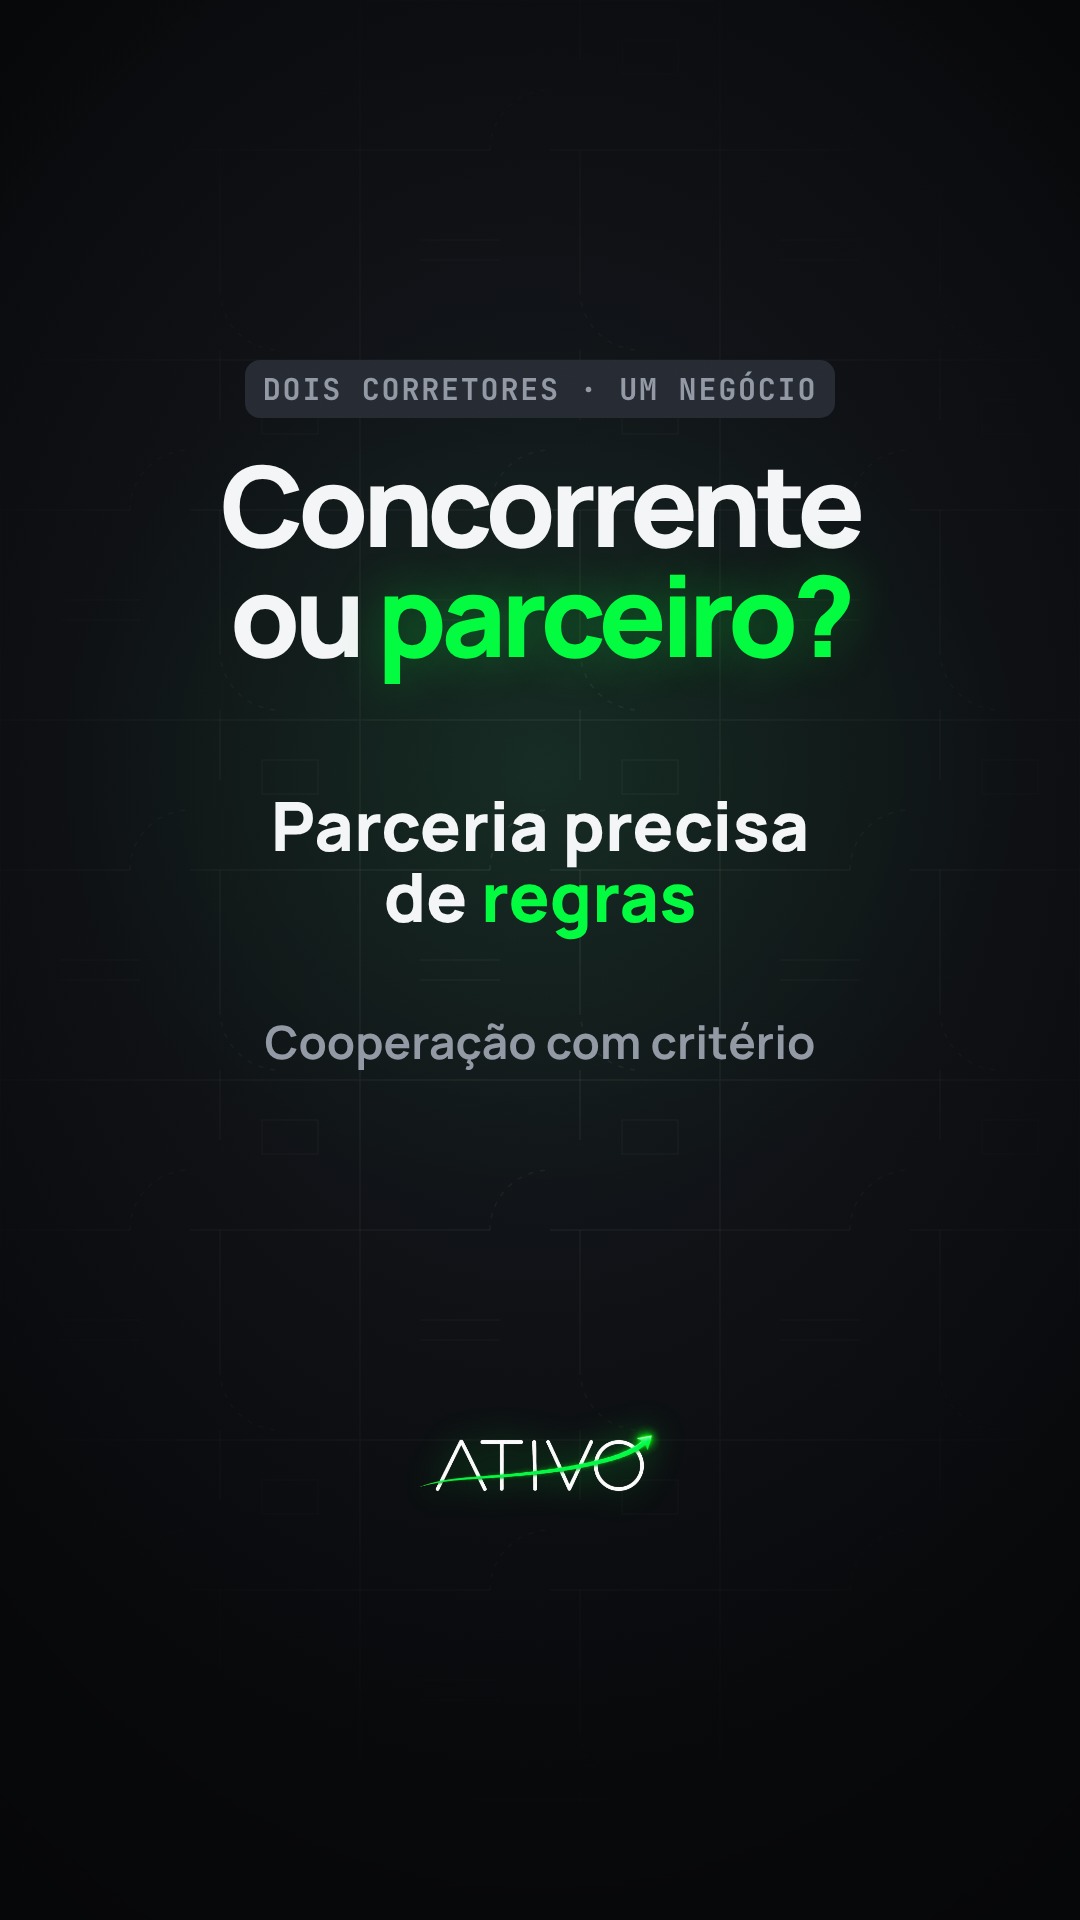 DOIS CORRETORES · UM NEGÓCIO
Concorrente
ou parceiro?
Parceria precisa
de regras
Cooperação com critério
ATIVO